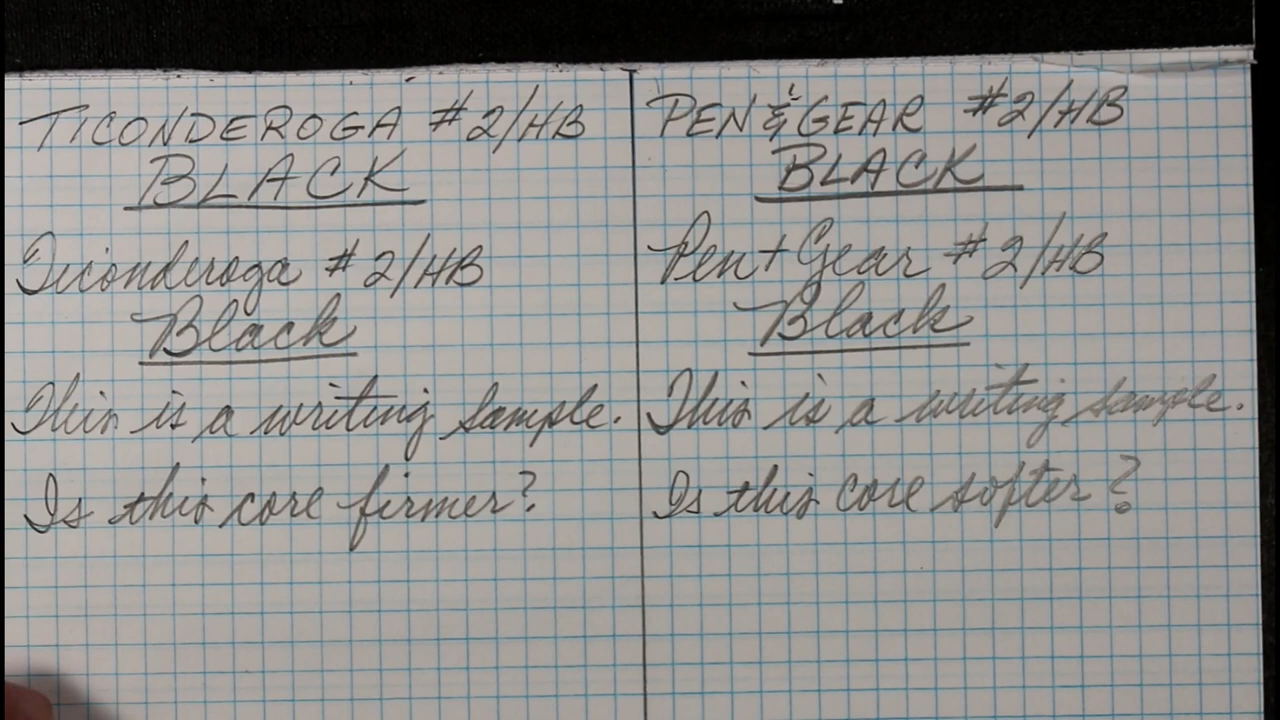 TICONDEROGA #2/HB
BLACK
Ticonderoga #2/HB
Black
This is a writing sample.
Is this core firmer?
PEN & GEAR #2/HB
BLACK
Pen + Gear #2/HB
Black
This is a writing sample.
Is this core softer?